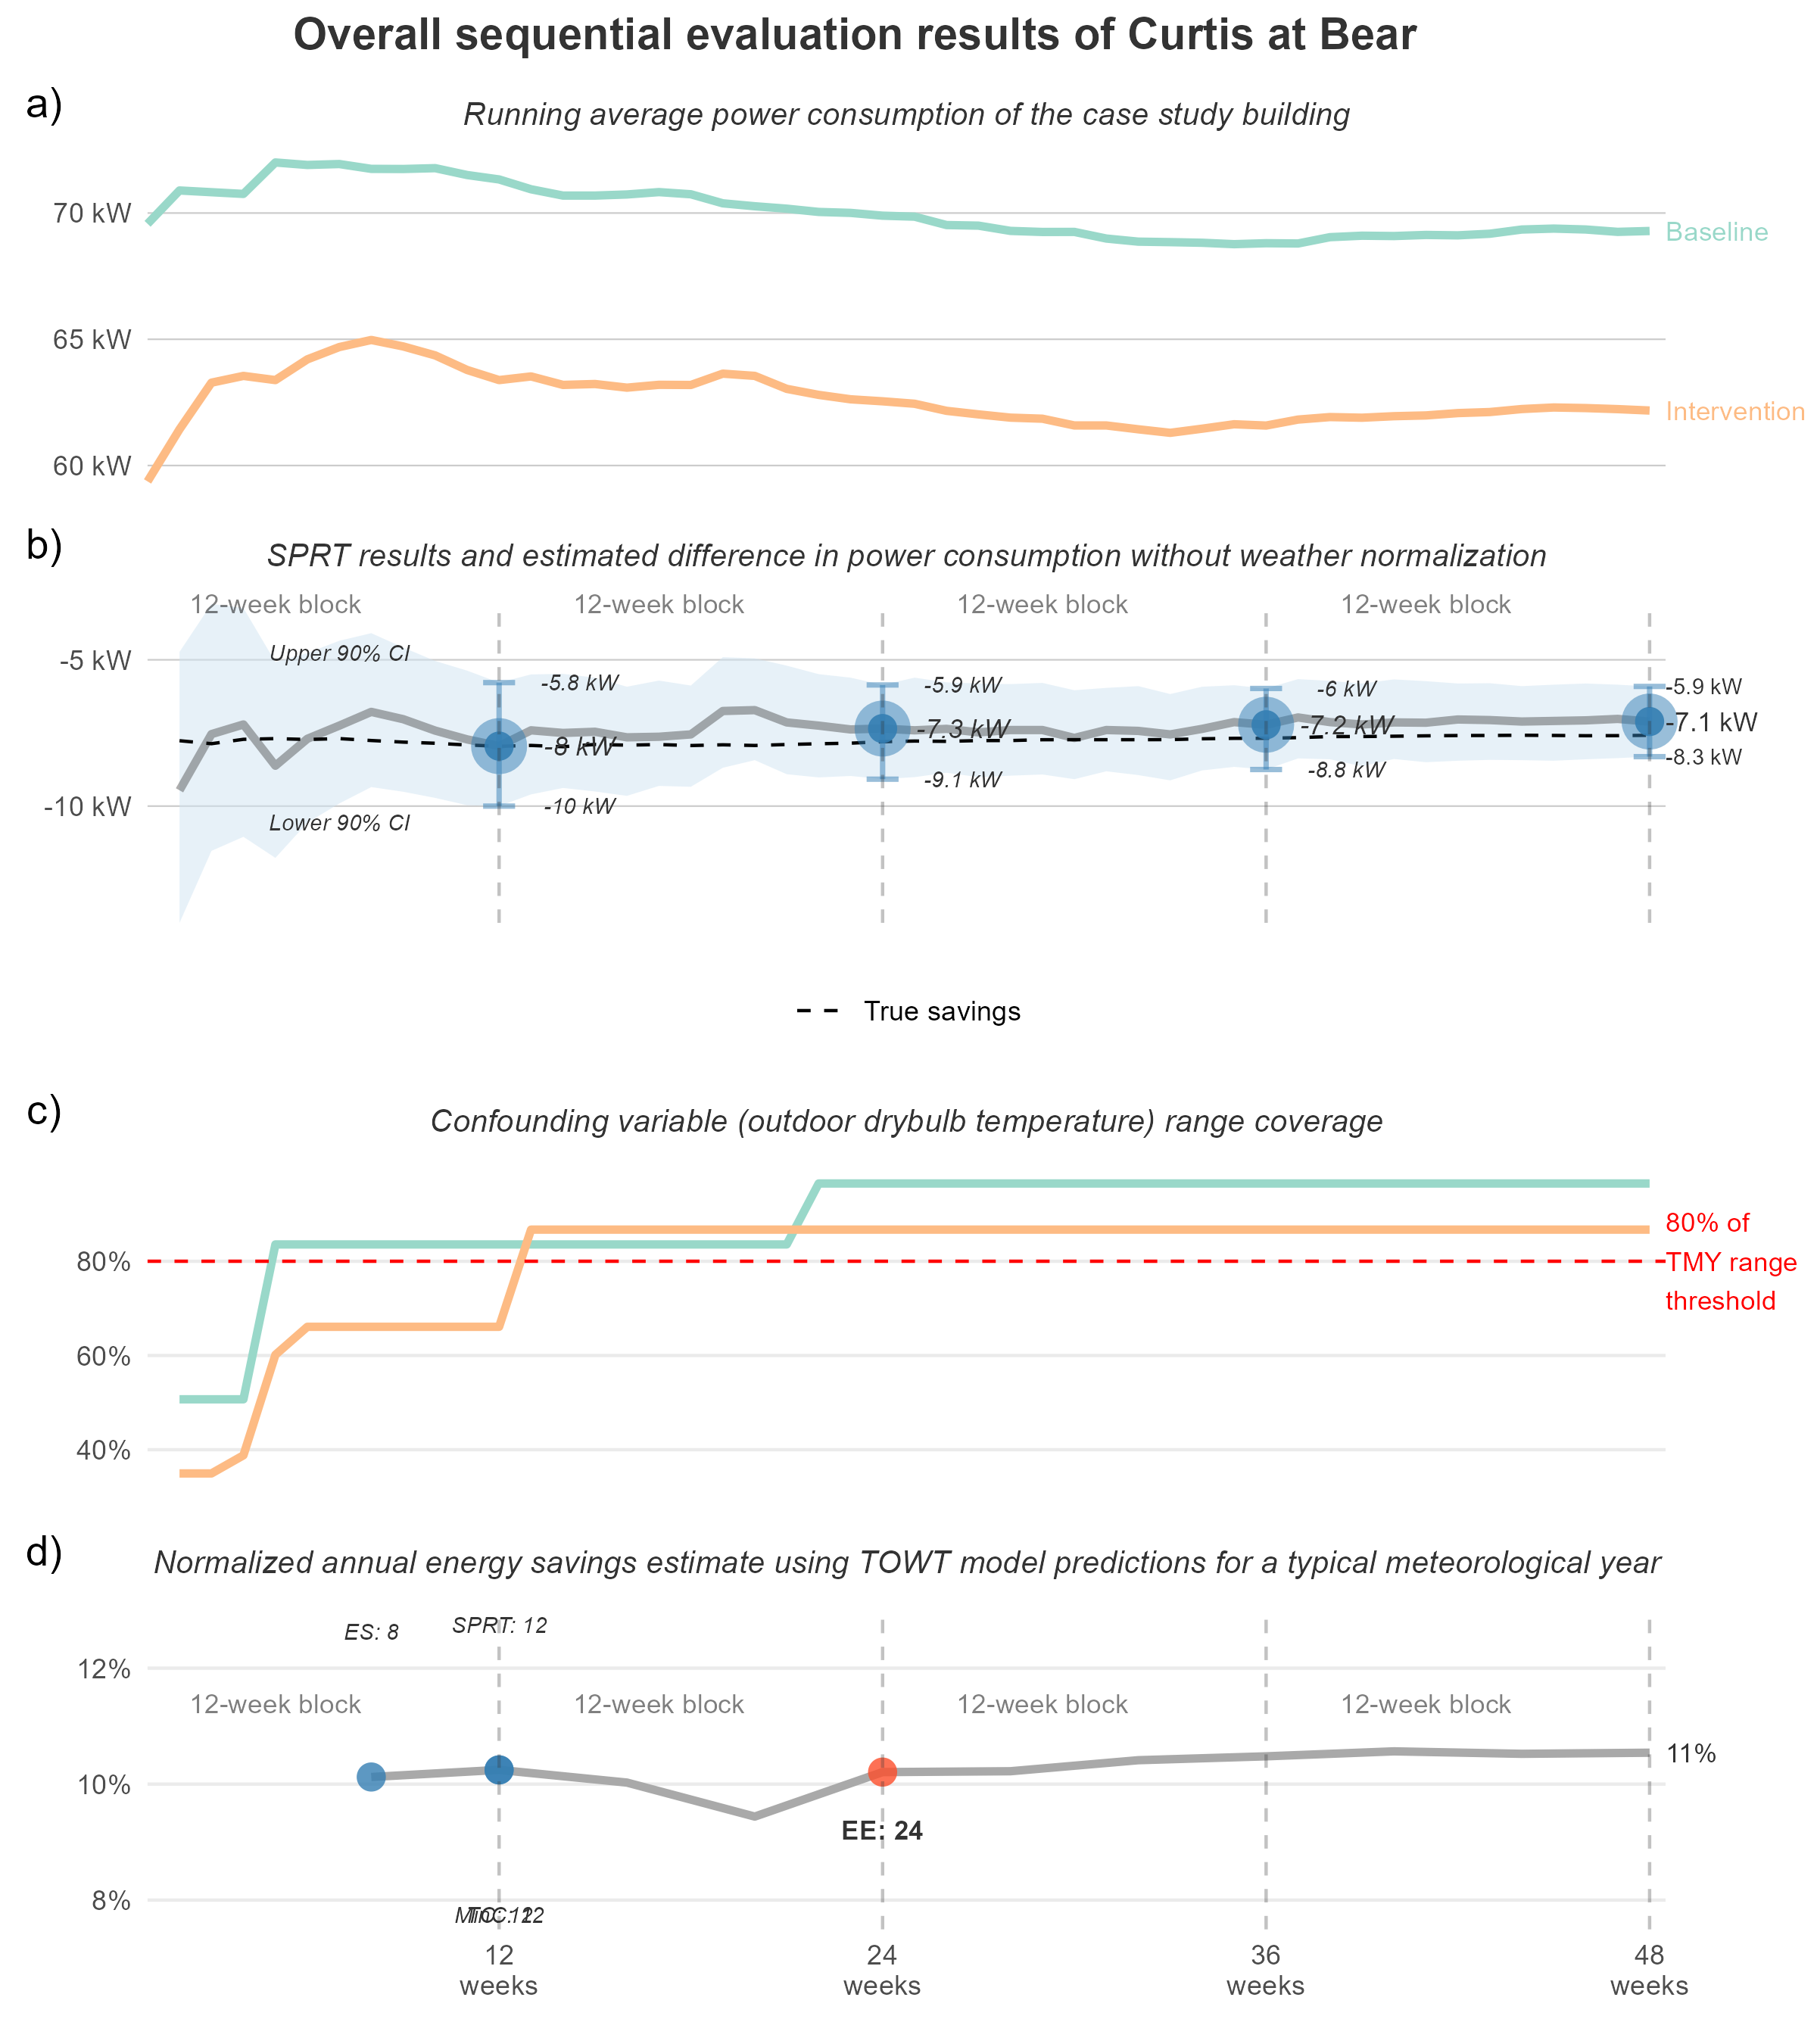 Overall sequential evaluation results of Curtis at Bear
a)
Running average power consumption of the case study building
70 kW
65 kW
60 kW
Baseline
Intervention
b)
SPRT results and estimated difference in power consumption without weather normalization
12-week block
12-week block
12-week block
12-week block
-5 kW
-10 kW
Upper 90% CI
Lower 90% CI
-5.8 kW
-8 kW
-10 kW
-5.9 kW
-7.3 kW
-9.1 kW
-6 kW
-7.2 kW
-8.8 kW
-5.9 kW
-7.1 kW
-8.3 kW
True savings
c)
Confounding variable (outdoor drybulb temperature) range coverage
80%
60%
40%
80% of
TMY range
threshold
d)
Normalized annual energy savings estimate using TOWT model predictions for a typical meteorological year
ES: 8
SPRT: 12
12%
10%
8%
12-week block
12-week block
12-week block
12-week block
11%
EE: 24
12
weeks
24
weeks
36
weeks
48
weeks